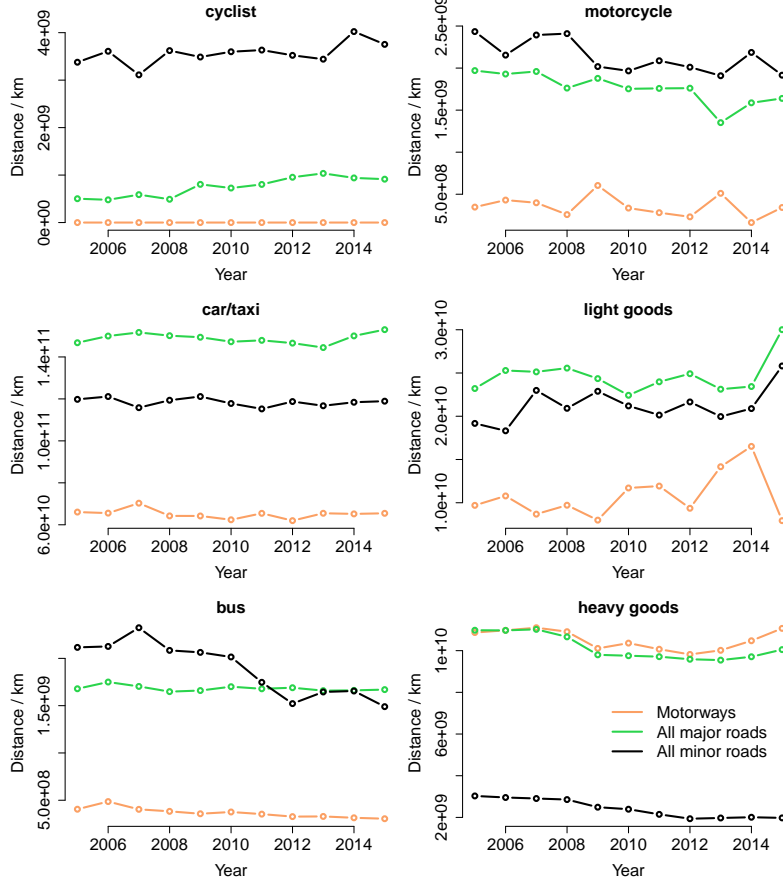 cyclist
Distance / km
0e+00 2e+09 4e+09
2006 2008 2010 2012 2014
Year
motorcycle
Distance / km
5.0e+08 1.5e+09 2.5e+09
2006 2008 2010 2012 2014
Year
car/taxi
Distance / km
6.0e+10 1.0e+11 1.4e+11
2006 2008 2010 2012 2014
Year
light goods
Distance / km
1.0e+10 2.0e+10 3.0e+10
2006 2008 2010 2012 2014
Year
bus
Distance / km
5.0e+08 1.5e+09
2006 2008 2010 2012 2014
Year
heavy goods
Distance / km
2e+09 6e+09 1e+10
Motorways
All major roads
All minor roads
2006 2008 2010 2012 2014
Year